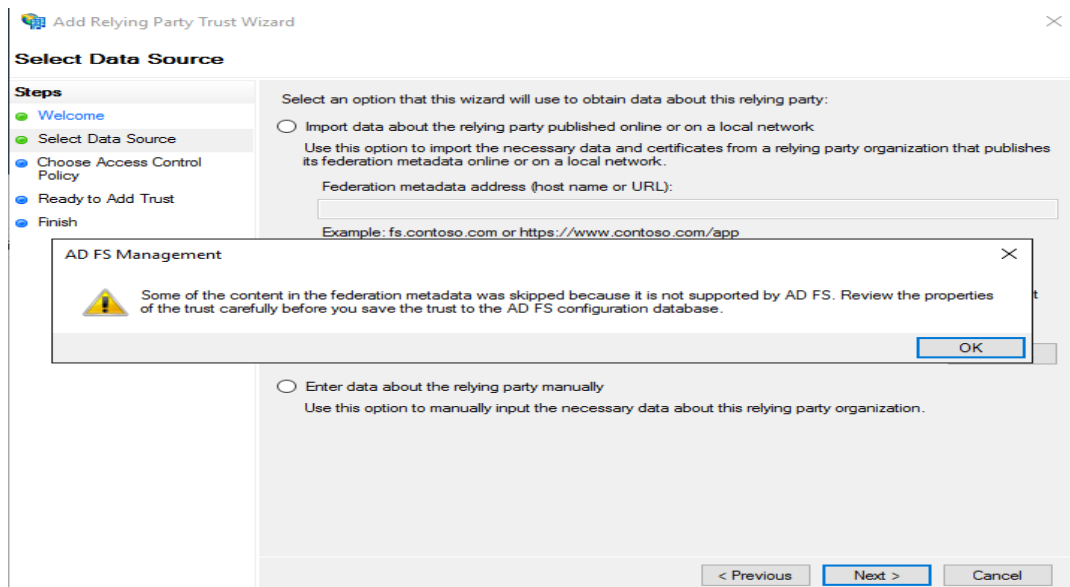 Add Relying Party Trust Wizard
Select Data Source
Steps
Welcome
Select Data Source
Choose Access Control
Policy
Ready to Add Trust
Finish
Select an option that this wizard will use to obtain data about this relying party:
Import data about the relying party published online or on a local network
Use this option to import the necessary data and certificates from a relying party organization that publishes
its federation metadata online or on a local network.
Federation metadata address (host name or URL):
Example: fs.contoso.com or https://www.contoso.com/app
AD FS Management
Some of the content in the federation metadata was skipped because it is not supported by AD FS. Review the properties
of the trust carefully before you save the trust to the AD FS configuration database.
OK
Enter data about the relying party manually
Use this option to manually input the necessary data about this relying party organization.
< Previous
Next >
Cancel